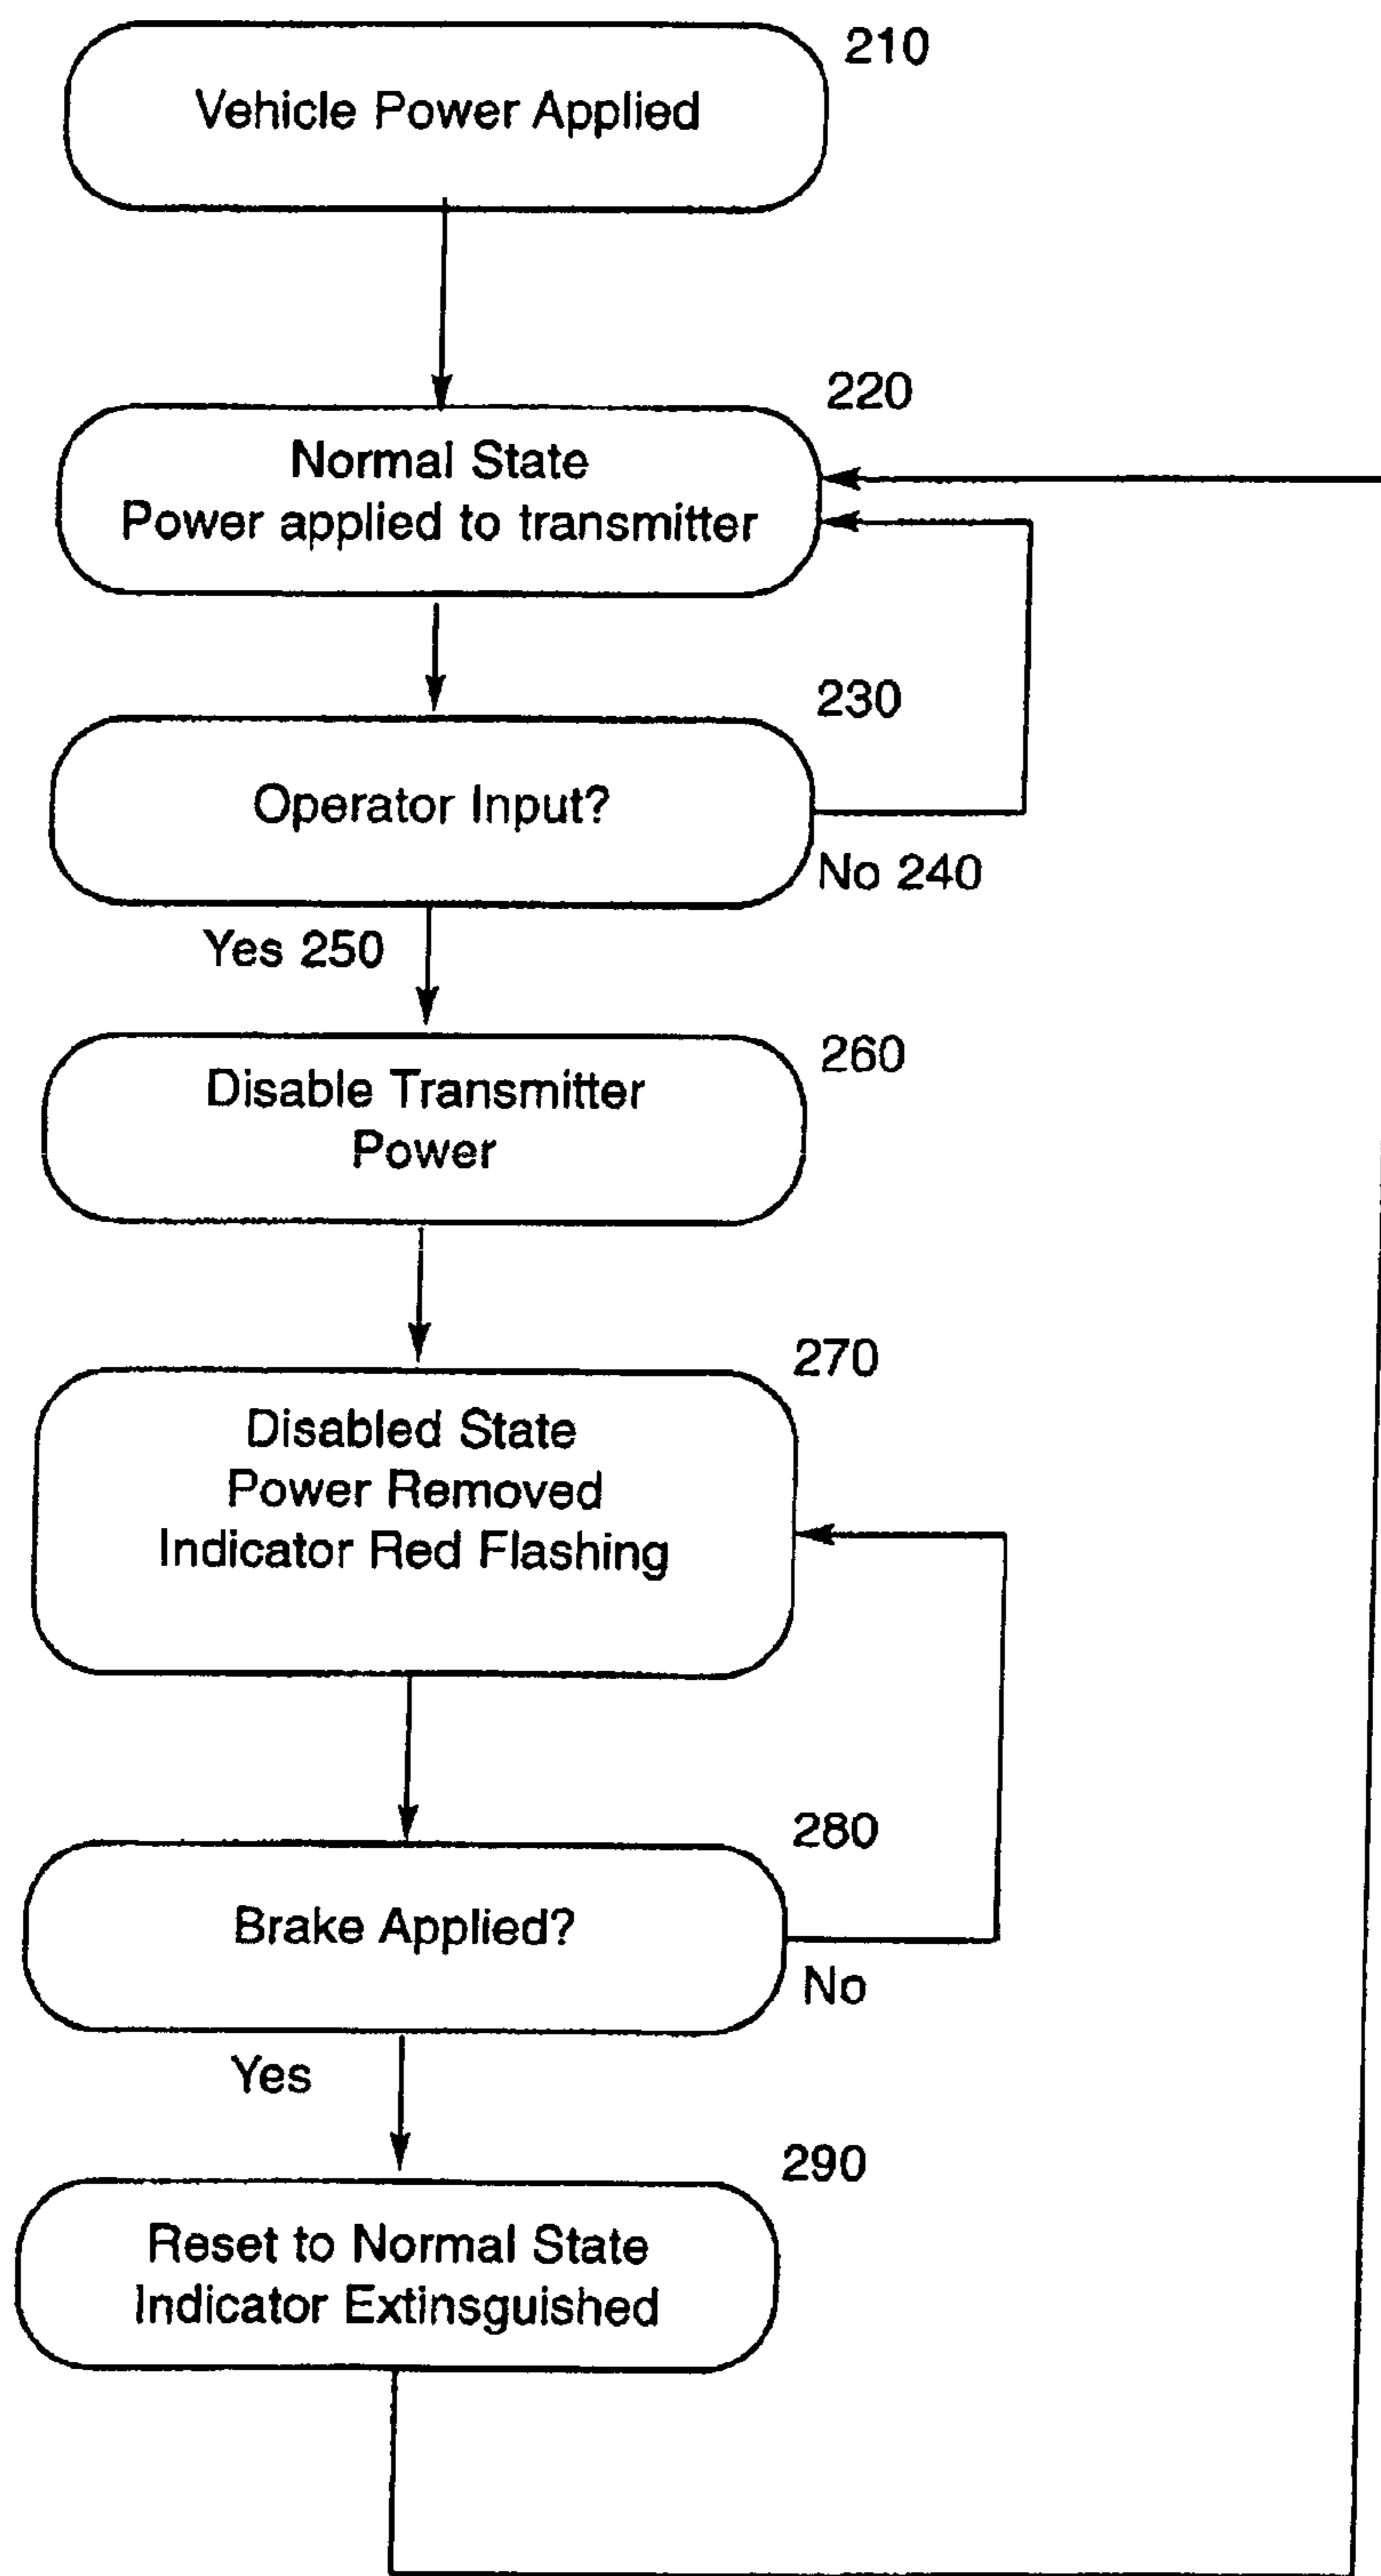 210
Vehicle Power Applied
220
Normal State
Power applied to transmitter
230
Operator Input?
No 240
Yes 250
260
Disable Transmitter
Power
270
Disabled State
Power Removed
Indicator Red Flashing
280
Brake Applied?
No
Yes
290
Reset to Normal State
Indicator Extinsguished